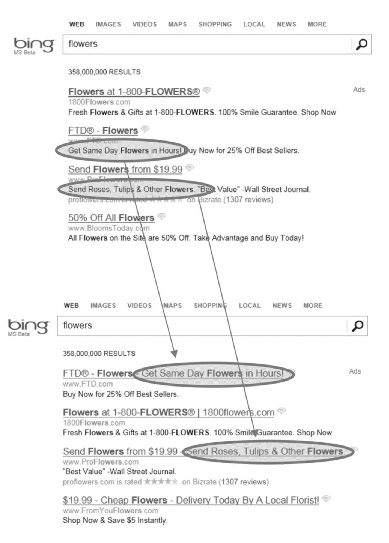 WEB IMAGES VIDEOS MAPS SHOPPING LOCAL NEWS MORE
bing
MS Beta
flowers
358,000,000 RESULTS
Flowers at 1-800-FLOWERS®
Ads
1800Flowers.com
Fresh Flowers & Gifts at 1-800-FLOWERS. 100% Smile Guarantee. Shop Now
FTD® - Flowers
www.FTD.com
Get Same Day Flowers in Hours! Buy Now for 25% Off Best Sellers.
Send Flowers from $19.99
www.ProFlowers.com
Send Roses, Tulips & Other Flowers. "Best Value" -Wall Street Journal.
proflowers.com is rated ★★★★★ on Bizrate (1307 reviews)
50% Off All Flowers
www.BloomsToday.com
All Flowers on the Site are 50% Off. Take Advantage and Buy Today!
WEB IMAGES VIDEOS MAPS SHOPPING LOCAL NEWS MORE
bing
MS Beta
flowers
358,000,000 RESULTS
FTD® - Flowers - Get Same Day Flowers in Hours!
Ads
www.FTD.com
Buy Now for 25% Off Best Sellers.
Flowers at 1-800-FLOWERS® | 1800flowers.com
1800Flowers.com
Fresh Flowers & Gifts at 1-800-FLOWERS. 100% Smile Guarantee. Shop Now
Send Flowers from $19.99 - Send Roses, Tulips & Other Flowers
www.ProFlowers.com
"Best Value" -Wall Street Journal.
proflowers.com is rated ★★★★★ on Bizrate (1307 reviews)
$19.99 - Cheap Flowers - Delivery Today By A Local Florist!
www.FromYouFlowers.com
Shop Now & Save $5 Instantly.